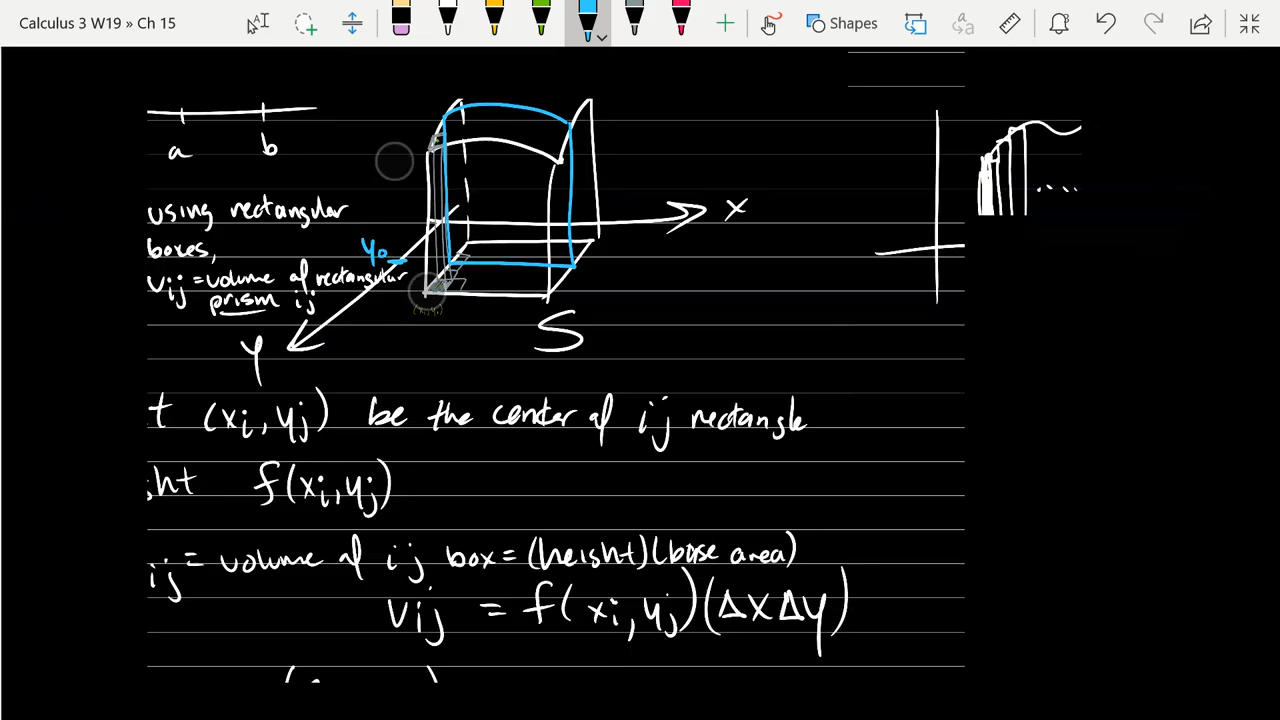 Calculus 3 W19 » Ch 15
Shapes
a b
using rectangular
boxes,
Vij = volume of rectangular
prism ij
y0
x
y
S
t (xi, yj) be the center of ij rectangle
ght f(xi, yj)
ij = volume of ij box = (height)(base area)
Vij = f(xi, yj)(ΔxΔy)